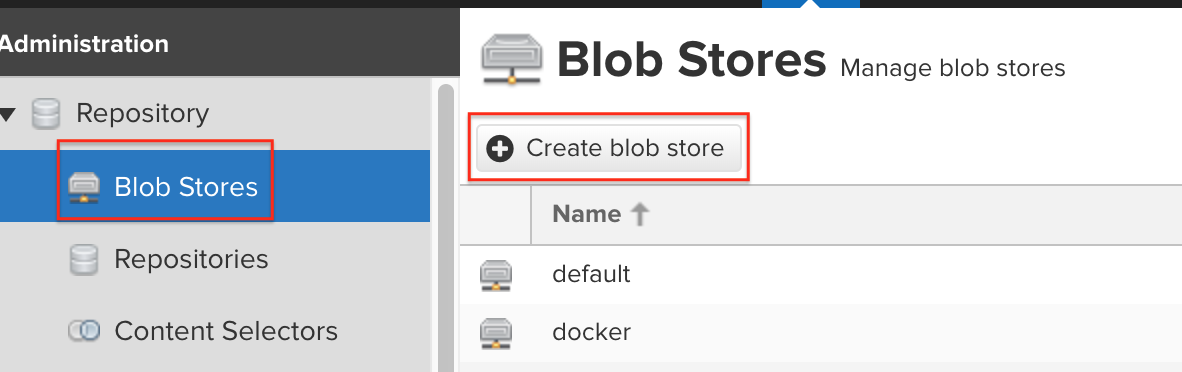 Administration
Repository
Blob Stores
Repositories
Content Selectors
Blob Stores Manage blob stores
Create blob store
Name
default
docker